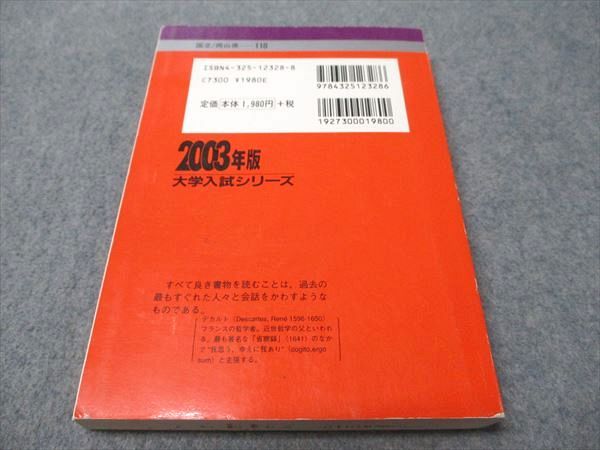 国立/岡山県 110
ISBN4-325-12328-8
C7300 ¥1980E
定価 本体 1,980円 +税
9784325123286
1927300019800
2003年版
大学入試シリーズ
すべて良き書物を読むことは、過去の
最もすぐれた人々と会話をかわすような
ものである。
デカルト (Descartes, René 1596-1650)
フランスの哲学者。近世哲学の父といわれ
る。最も著名な「省察録」(1641) のなか
で“我思う、ゆえに我あり”(cogito,ergo
sum) と主張する。